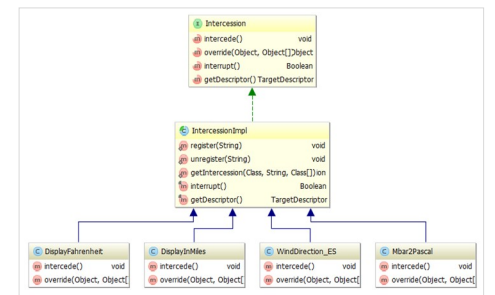 Intercession
intercede() void
override(Object, Object[])Object
interrupt() Boolean
getDescriptor() TargetDescriptor
IntercessionImpl
register(String) void
unregister(String) void
getIntercession(Class, String, Class[])ion
interrupt() Boolean
getDescriptor() TargetDescriptor
DisplayFahrenheit
intercede() void
override(Object, Object[
DisplayInMiles
intercede() void
override(Object, Object[
WindDirection_ES
intercede() void
override(Object, Object[
Mbar2Pascal
intercede() void
override(Object, Object[